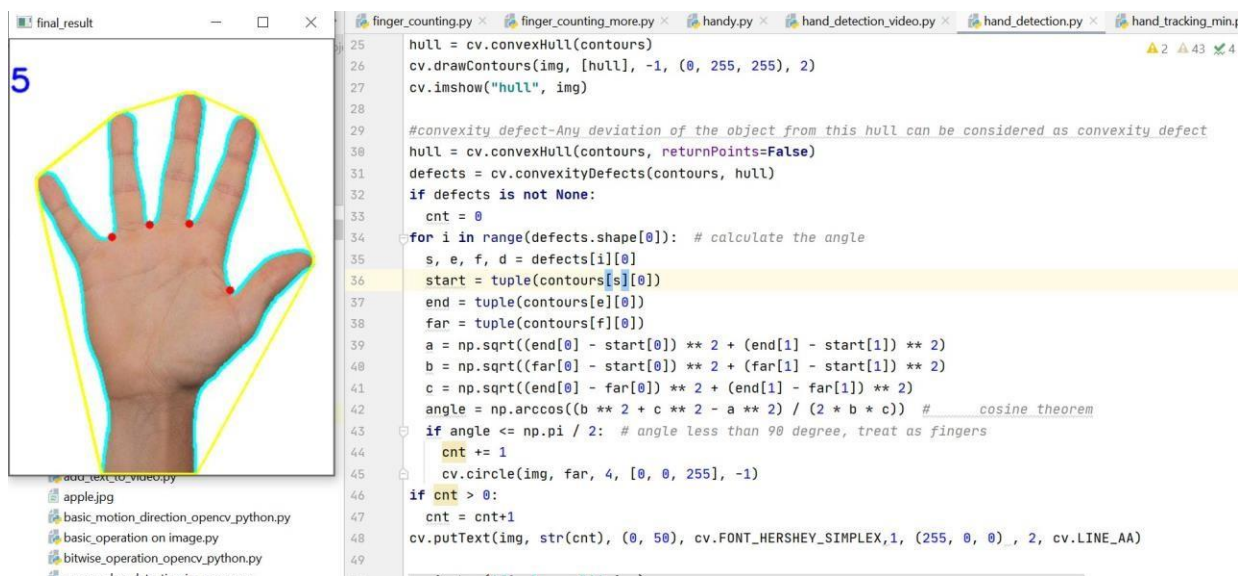 final_result
finger_counting.py finger_counting_more.py handy.py hand_detection_video.py hand_detection.py hand_tracking_min.p
5
2 43 4
25 hull = cv.convexHull(contours)
26 cv.drawContours(img, [hull], -1, (0, 255, 255), 2)
27 cv.imshow("hull", img)
28
29 #convexity defect-Any deviation of the object from this hull can be considered as convexity defect
30 hull = cv.convexHull(contours, returnPoints=False)
31 defects = cv.convexityDefects(contours, hull)
32 if defects is not None:
33 cnt = 0
34 for i in range(defects.shape[0]): # calculate the angle
35 s, e, f, d = defects[i][0]
36 start = tuple(contours[s][0])
37 end = tuple(contours[e][0])
38 far = tuple(contours[f][0])
39 a = np.sqrt((end[0] - start[0]) ** 2 + (end[1] - start[1]) ** 2)
40 b = np.sqrt((far[0] - start[0]) ** 2 + (far[1] - start[1]) ** 2)
41 c = np.sqrt((end[0] - far[0]) ** 2 + (end[1] - far[1]) ** 2)
42 angle = np.arccos((b ** 2 + c ** 2 - a ** 2) / (2 * b * c)) # cosine theorem
43 if angle <= np.pi / 2: # angle less than 90 degree, treat as fingers
44 cnt += 1
45 cv.circle(img, far, 4, [0, 0, 255], -1)
46 if cnt > 0:
47 cnt = cnt+1
48 cv.putText(img, str(cnt), (0, 50), cv.FONT_HERSHEY_SIMPLEX,1, (255, 0, 0) , 2, cv.LINE_AA)
49
add_text_to_video.py
apple.jpg
basic_motion_direction_opencv_python.py
basic_operation on image.py
bitwise_operation_opencv_python.py